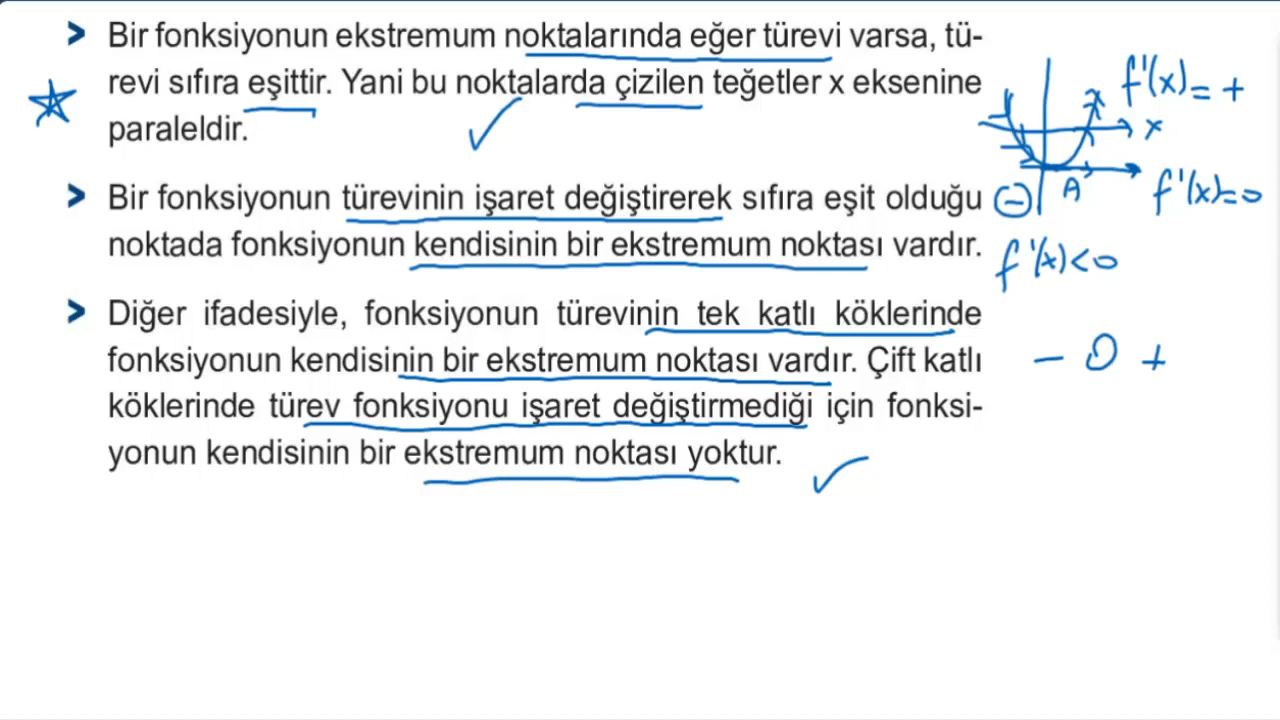 ➤ Bir fonksiyonun ekstremum noktalarında eğer türevi varsa, tü-
revi sıfıra eşittir. Yani bu noktalarda çizilen teğetler x eksenine
paraleldir.
f'(x) = +
x
A
f'(x)=0
➤ Bir fonksiyonun türevinin işaret değiştirerek sıfıra eşit olduğu
noktada fonksiyonun kendisinin bir ekstremum noktası vardır.
−
f'(x)<0
➤ Diğer ifadesiyle, fonksiyonun türevinin tek katlı köklerinde
fonksiyonun kendisinin bir ekstremum noktası vardır. Çift katlı
köklerinde türev fonksiyonu işaret değiştirmediği için fonksi-
yonun kendisinin bir ekstremum noktası yoktur.
− 0 +